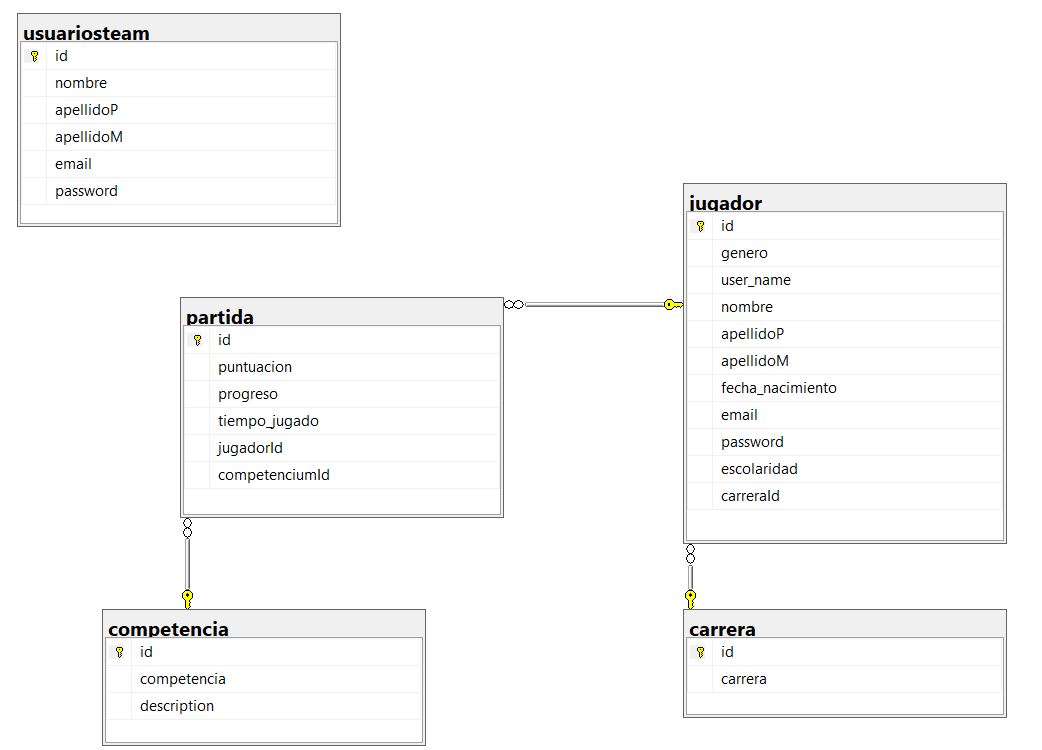 usuariosteam
id
nombre
apellidoP
apellidoM
email
password
jugador
id
genero
user_name
nombre
apellidoP
apellidoM
fecha_nacimiento
email
password
escolaridad
carreraId
partida
id
puntuacion
progreso
tiempo_jugado
jugadorId
competenciumId
competencia
id
competencia
description
carrera
id
carrera